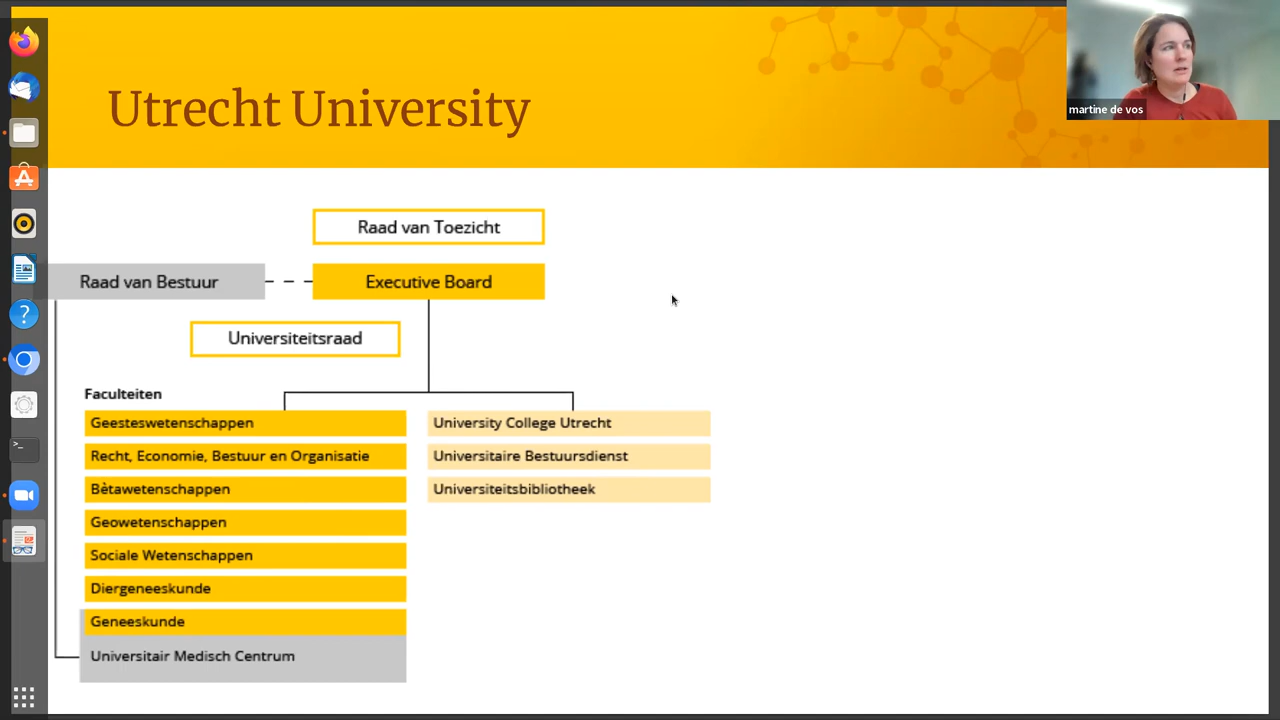 Utrecht University
martine de vos
Raad van Toezicht
Raad van Bestuur
Executive Board
Universiteitsraad
Faculteiten
Geesteswetenschappen
Recht, Economie, Bestuur en Organisatie
Bètawetenschappen
Geowetenschappen
Sociale Wetenschappen
Diergeneeskunde
Geneeskunde
Universitair Medisch Centrum
University College Utrecht
Universitaire Bestuursdienst
Universiteitsbibliotheek